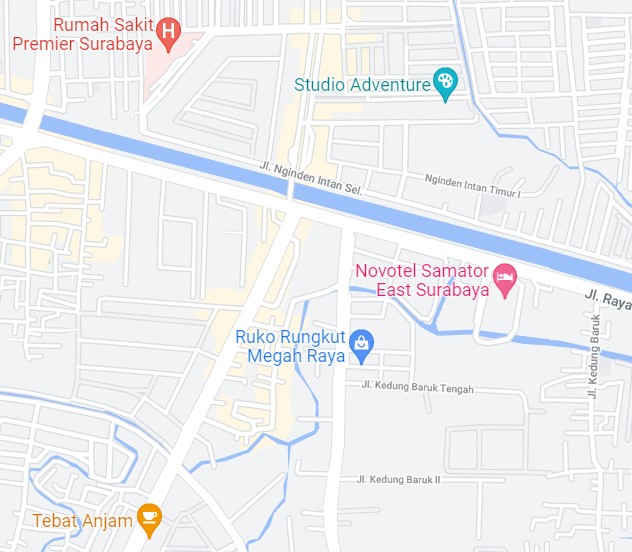 Rumah Sakit
Premier Surabaya
H
Studio Adventure
Jl. Nginden Intan Sel.
Nginden Intan Timur I
Novotel Samator
East Surabaya
Jl. Raya
Ruko Rungkut
Megah Raya
Jl. Kedung Baruk
Jl. Kedung Baruk Tengah
Jl. Kedung Baruk II
Tebat Anjam